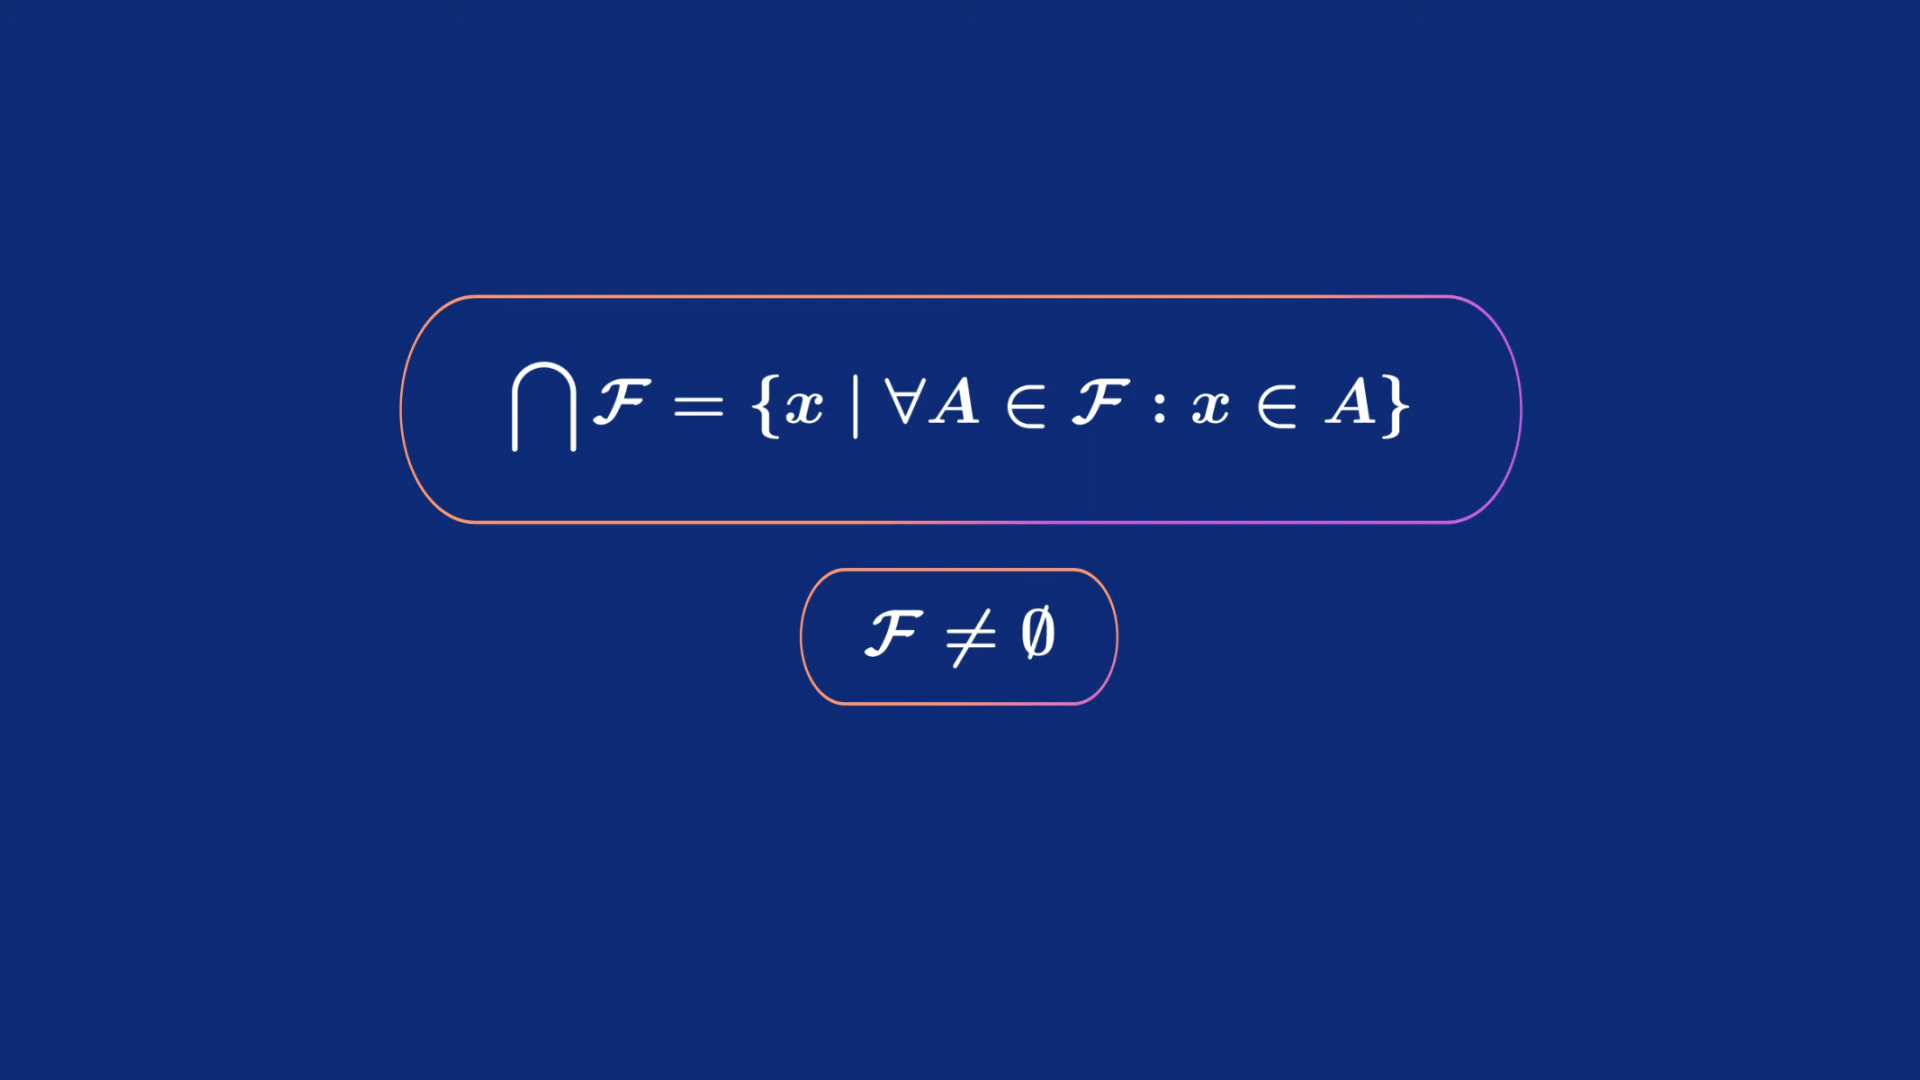 ⋂ℱ = {x | ∀A ∈ ℱ : x ∈ A}
ℱ ≠ ∅